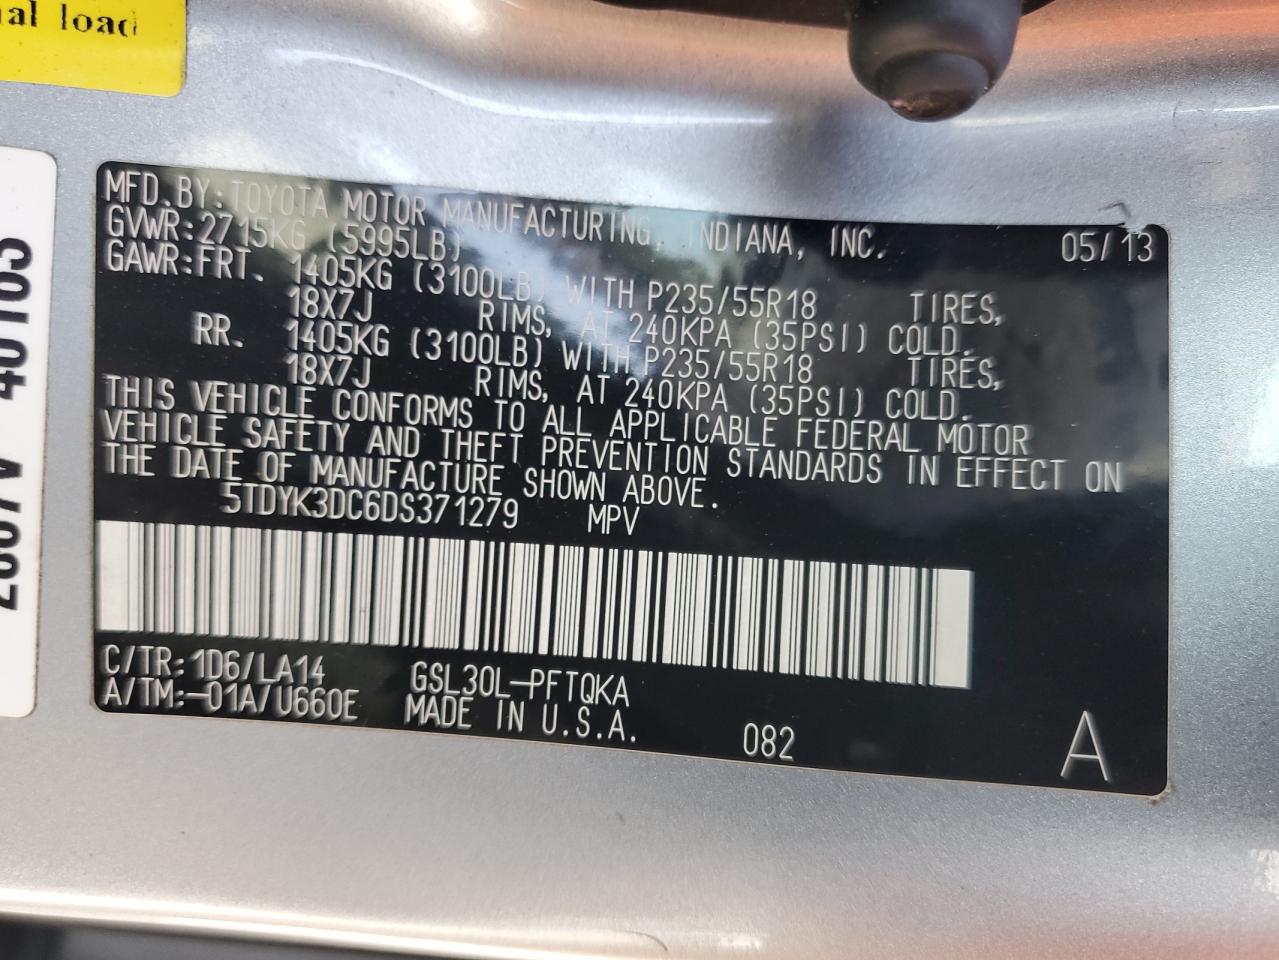 al load
MFD.BY:TOYOTA MOTOR MANUFACTURING, INDIANA, INC. 05/13
GVWR:2715KG (5995LB)
GAWR:FRT. 1405KG (3100LB) WITH P235/55R18 TIRES,
18X7J RIMS, AT 240KPA (35PSI) COLD.
RR. 1405KG (3100LB) WITH P235/55R18 TIRES,
18X7J RIMS, AT 240KPA (35PSI) COLD.
THIS VEHICLE CONFORMS TO ALL APPLICABLE FEDERAL MOTOR
VEHICLE SAFETY AND THEFT PREVENTION STANDARDS IN EFFECT ON
THE DATE OF MANUFACTURE SHOWN ABOVE.
5TDYK3DC6DS371279 MPV
C/TR:1D6/LA14 GSL30L-PFTQKA
A/TM:-01A/U660E MADE IN U.S.A. 082 A